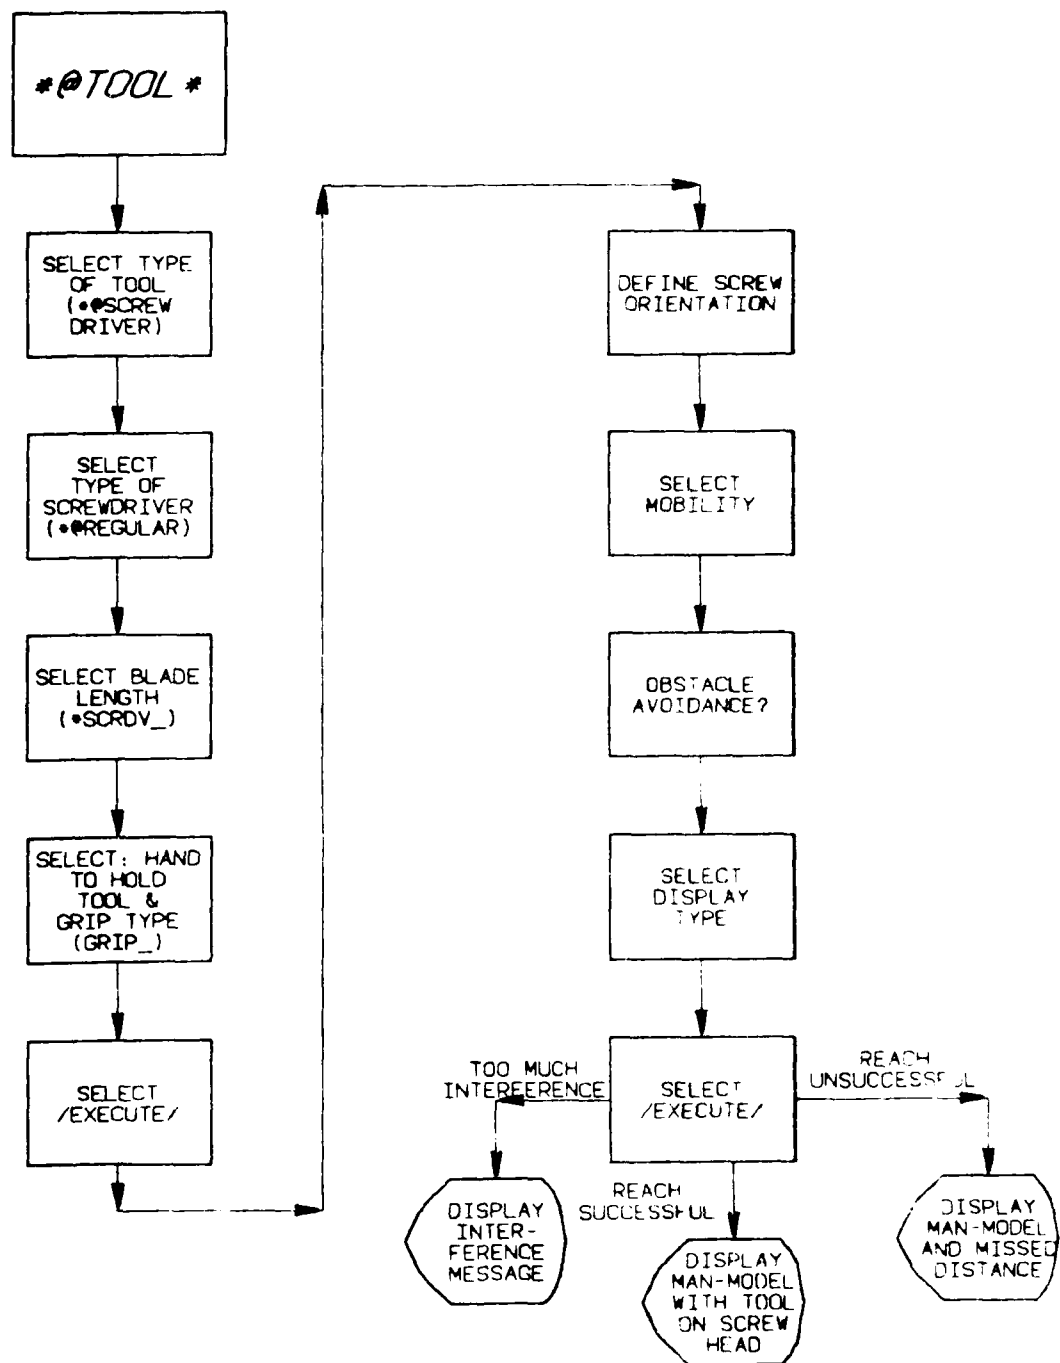 *@TOOL*
SELECT TYPE
OF TOOL
(*@SCREW
DRIVER)
SELECT
TYPE OF
SCREWDRIVER
(*@REGULAR)
SELECT BLADE
LENGTH
(*SCRDV_)
SELECT: HAND
TO HOLD
TOOL &
GRIP TYPE
(GRIP_)
SELECT
/EXECUTE/
DEFINE SCREW
ORIENTATION
SELECT
MOBILITY
OBSTACLE
AVOIDANCE?
SELECT
DISPLAY
TYPE
SELECT
/EXECUTE/
TOO MUCH
INTERFERENCE
REACH
UNSUCCESSFUL
REACH
SUCCESSFUL
DISPLAY
INTER-
FERENCE
MESSAGE
DISPLAY
MAN-MODEL
WITH TOOL
ON SCREW
HEAD
DISPLAY
MAN-MODEL
AND MISSED
DISTANCE